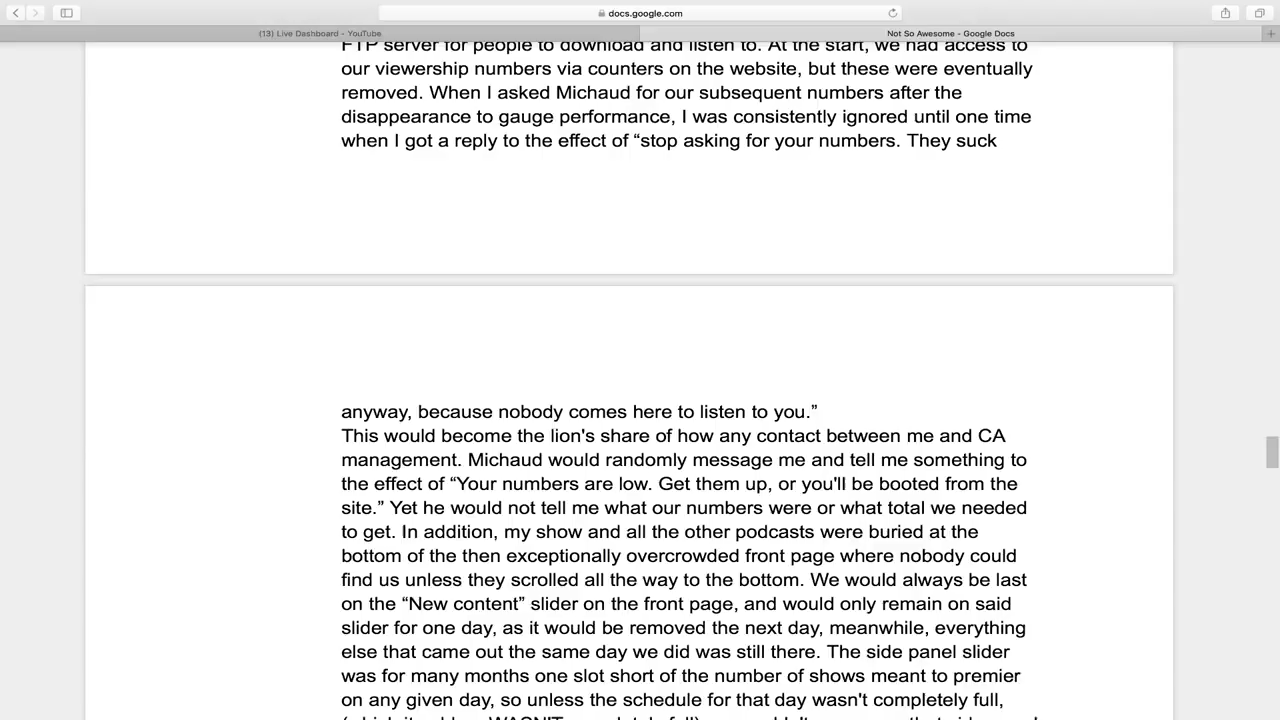 docs.google.com
(13) Live Dashboard - YouTube
Not So Awesome - Google Docs
FTP server for people to download and listen to. At the start, we had access to
our viewership numbers via counters on the website, but these were eventually
removed. When I asked Michaud for our subsequent numbers after the
disappearance to gauge performance, I was consistently ignored until one time
when I got a reply to the effect of “stop asking for your numbers. They suck
anyway, because nobody comes here to listen to you.”
This would become the lion's share of how any contact between me and CA
management. Michaud would randomly message me and tell me something to
the effect of “Your numbers are low. Get them up, or you'll be booted from the
site.” Yet he would not tell me what our numbers were or what total we needed
to get. In addition, my show and all the other podcasts were buried at the
bottom of the then exceptionally overcrowded front page where nobody could
find us unless they scrolled all the way to the bottom. We would always be last
on the “New content” slider on the front page, and would only remain on said
slider for one day, as it would be removed the next day, meanwhile, everything
else that came out the same day we did was still there. The side panel slider
was for many months one slot short of the number of shows meant to premier
on any given day, so unless the schedule for that day wasn't completely full,